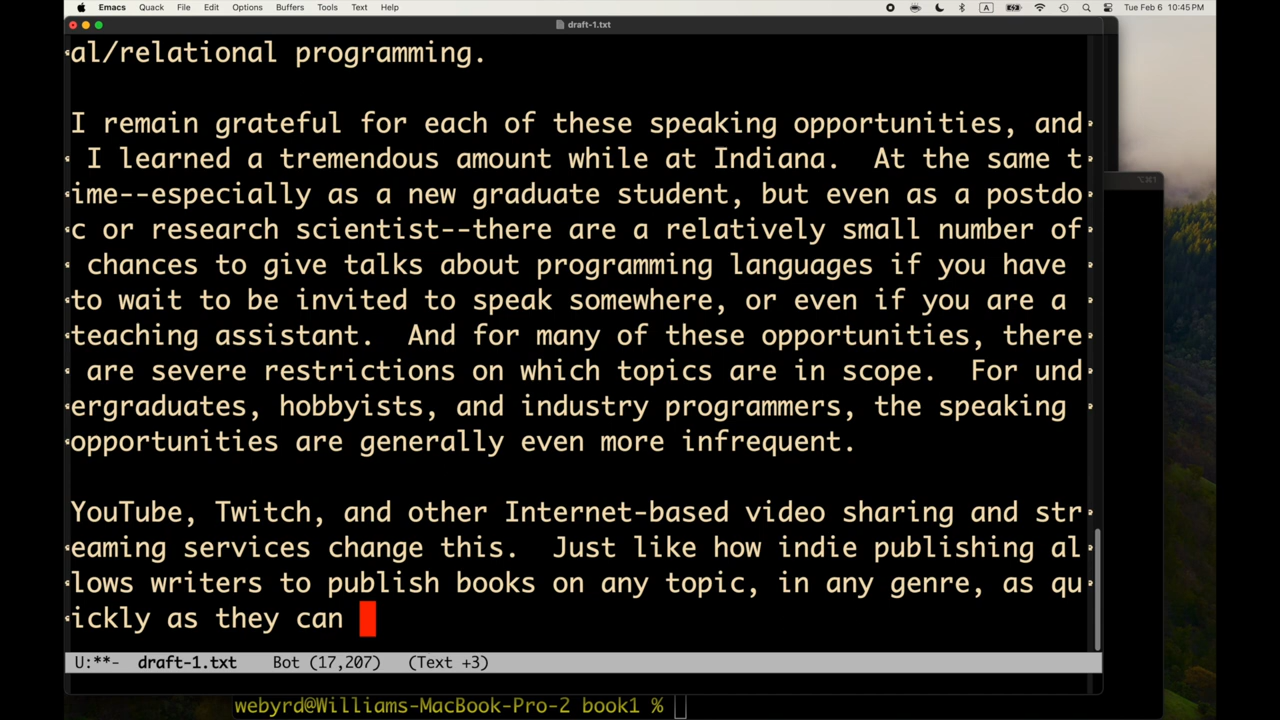 Emacs Quack File Edit Options Buffers Tools Text Help A Tue Feb 6 10:45 PM
draft-1.txt
al/relational programming.
I remain grateful for each of these speaking opportunities, and
I learned a tremendous amount while at Indiana.  At the same t
ime--especially as a new graduate student, but even as a postdo
c or research scientist--there are a relatively small number of
chances to give talks about programming languages if you have
to wait to be invited to speak somewhere, or even if you are a
teaching assistant.  And for many of these opportunities, there
are severe restrictions on which topics are in scope.  For und
ergraduates, hobbyists, and industry programmers, the speaking
opportunities are generally even more infrequent.
YouTube, Twitch, and other Internet-based video sharing and str
eaming services change this.  Just like how indie publishing al
lows writers to publish books on any topic, in any genre, as qu
ickly as they can
U:**-  draft-1.txt    Bot (17,207)   (Text +3)
webyrd@Williams-MacBook-Pro-2 book1 %
⌥⌘1